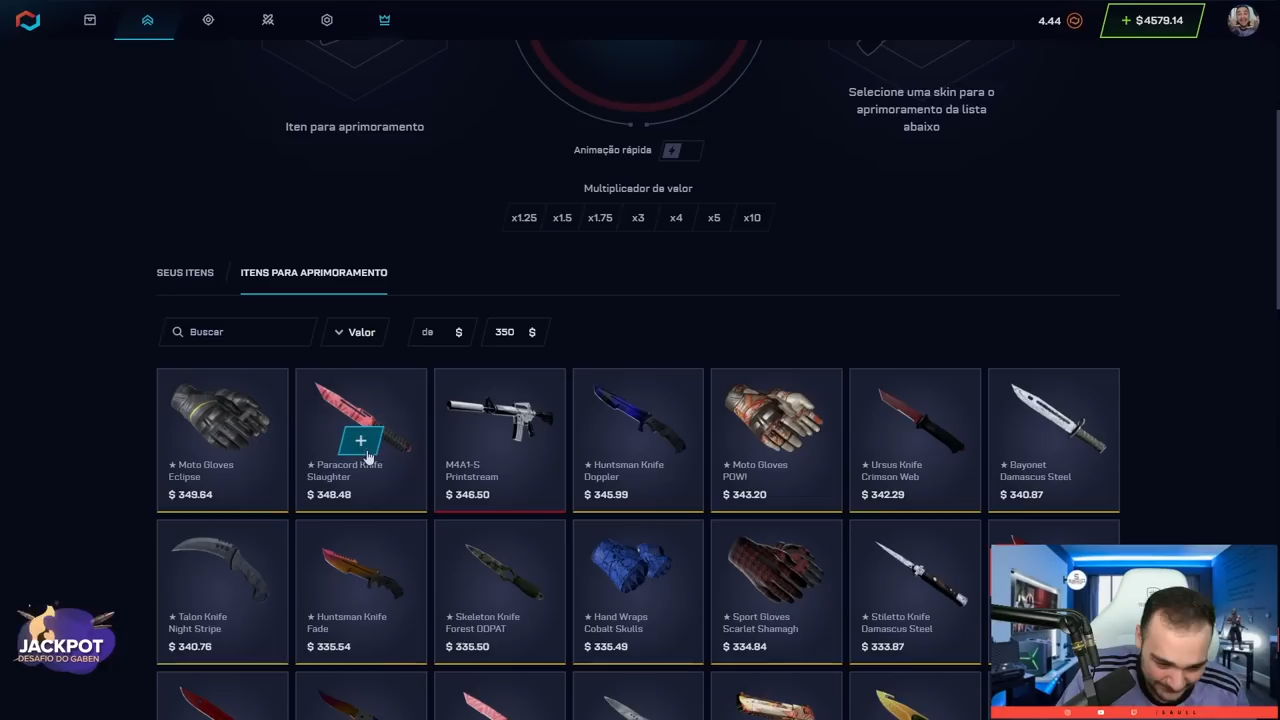 4.44
+ $4579.14
Iten para aprimoramento
Selecione uma skin para o
aprimoramento da lista
abaixo
Animação rápida
Multiplicador de valor
x1.25 x1.5 x1.75 x3 x4 x5 x10
SEUS ITENS ITENS PARA APRIMORAMENTO
Buscar Valor de $ 350 $
★ Moto Gloves
Eclipse
$ 349.64
★ Paracord Knife
Slaughter
$ 348.48
M4A1-S
Printstream
$ 346.50
★ Huntsman Knife
Doppler
$ 345.99
★ Moto Gloves
POW!
$ 343.20
★ Ursus Knife
Crimson Web
$ 342.29
★ Bayonet
Damascus Steel
$ 340.87
★ Talon Knife
Night Stripe
$ 340.76
★ Huntsman Knife
Fade
$ 335.54
★ Skeleton Knife
Forest DDPAT
$ 335.50
★ Hand Wraps
Cobalt Skulls
$ 335.49
★ Sport Gloves
Scarlet Shamagh
$ 334.84
★ Stiletto Knife
Damascus Steel
$ 333.87
JACKPOT
DESAFIO DO GABEN